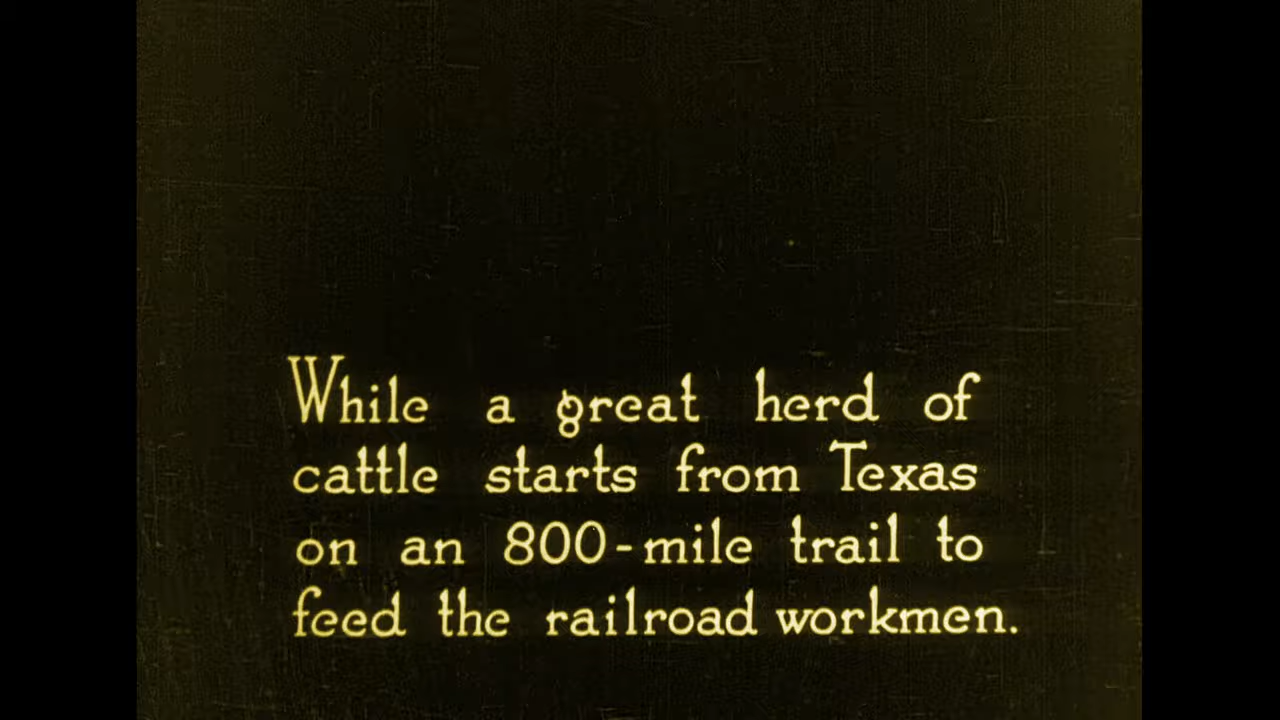 While a great herd of
cattle starts from Texas
on an 800-mile trail to
feed the railroad workmen.